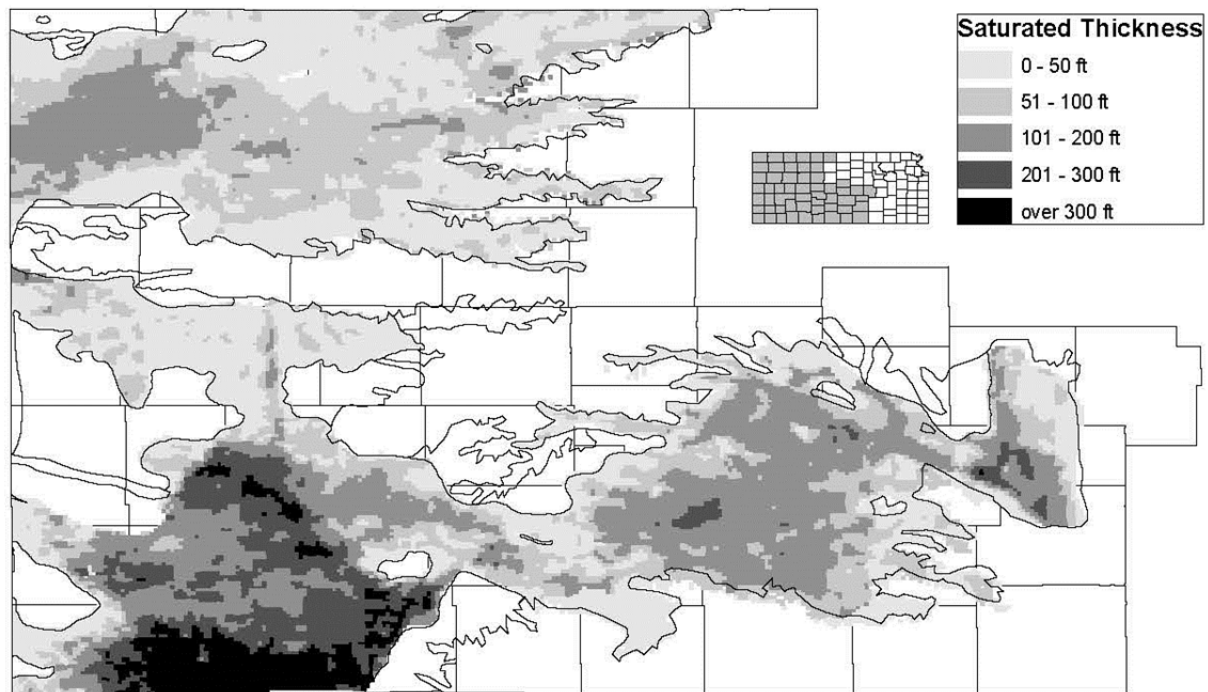 Saturated Thickness
0 - 50 ft
51 - 100 ft
101 - 200 ft
201 - 300 ft
over 300 ft